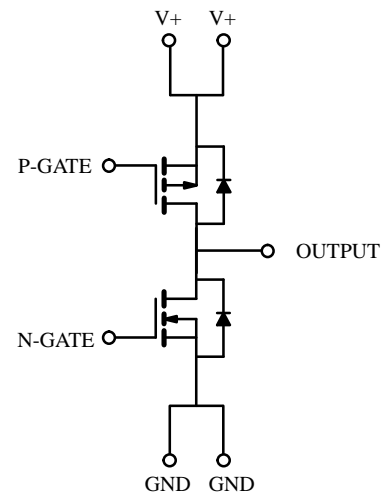 V+ V+
P-GATE
OUTPUT
N-GATE
GND GND